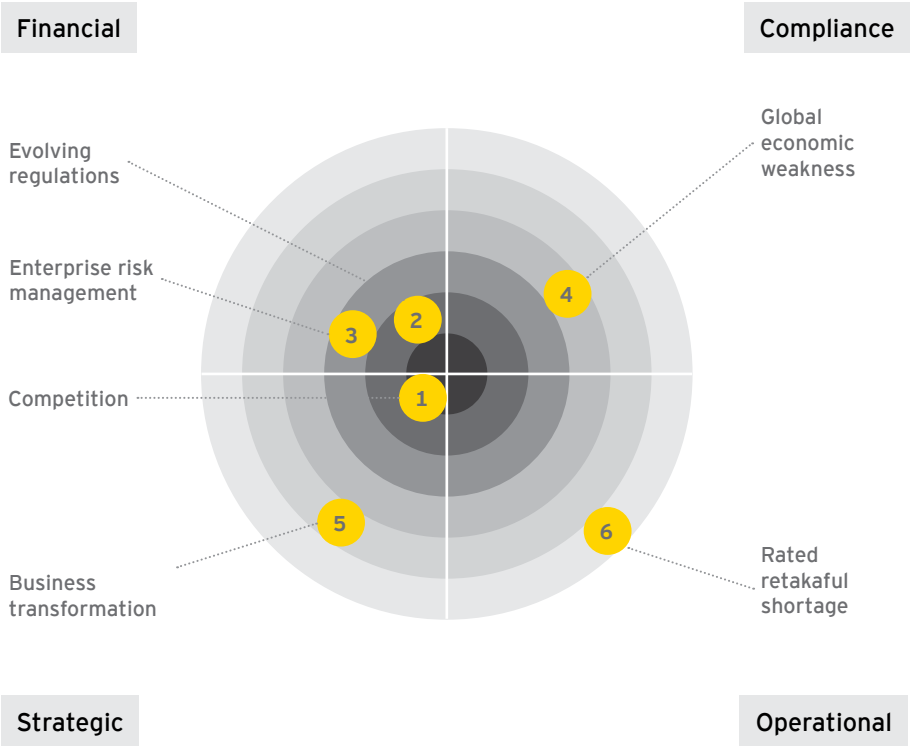 Financial
Compliance
Global
economic
weakness
Evolving
regulations
Enterprise risk
management
4
2
3
Competition
1
5
6
Business
transformation
Rated
retakaful
shortage
Strategic
Operational